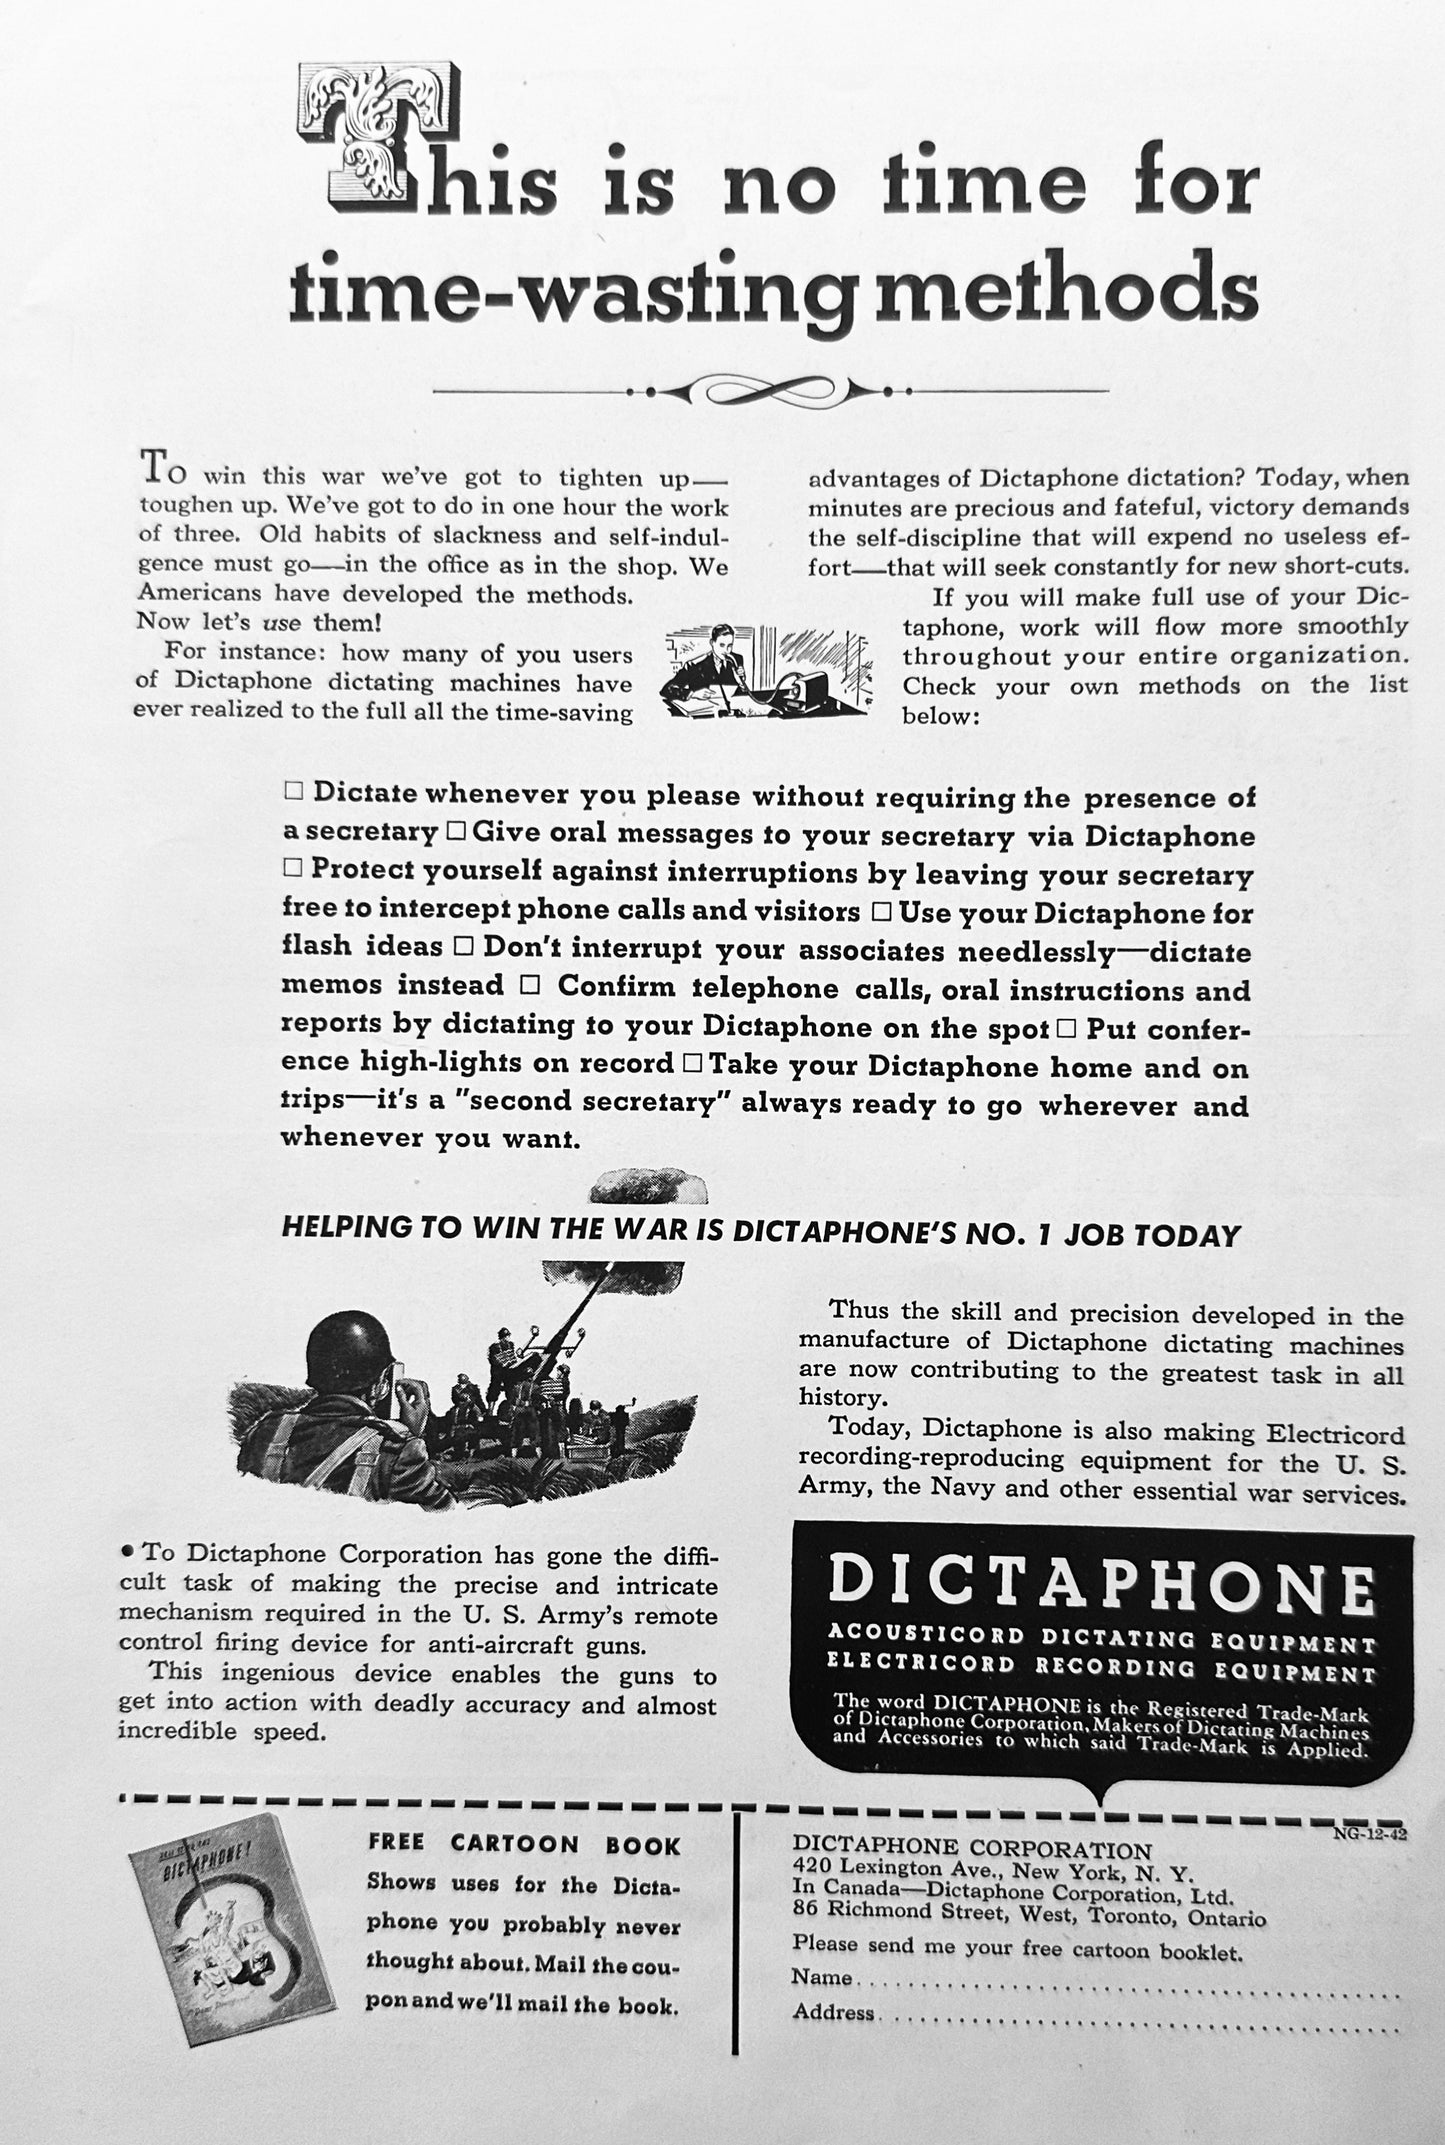 This is no time for
time-wasting methods
To win this war we've got to tighten up—
toughen up. We've got to do in one hour the work
of three. Old habits of slackness and self-indul-
gence must go—in the office as in the shop. We
Americans have developed the methods.
Now let's use them!
For instance: how many of you users
of Dictaphone dictating machines have
ever realized to the full all the time-saving
advantages of Dictaphone dictation? Today, when
minutes are precious and fateful, victory demands
the self-discipline that will expend no useless ef-
fort—that will seek constantly for new short-cuts.
If you will make full use of your Dic-
taphone, work will flow more smoothly
throughout your entire organization.
Check your own methods on the list
below:
□ Dictate whenever you please without requiring the presence of
a secretary □ Give oral messages to your secretary via Dictaphone
□ Protect yourself against interruptions by leaving your secretary
free to intercept phone calls and visitors □ Use your Dictaphone for
flash ideas □ Don't interrupt your associates needlessly—dictate
memos instead □ Confirm telephone calls, oral instructions and
reports by dictating to your Dictaphone on the spot □ Put confer-
ence high-lights on record □ Take your Dictaphone home and on
trips—it's a "second secretary" always ready to go wherever and
whenever you want.
HELPING TO WIN THE WAR IS DICTAPHONE'S NO. 1 JOB TODAY
• To Dictaphone Corporation has gone the diffi-
cult task of making the precise and intricate
mechanism required in the U. S. Army's remote
control firing device for anti-aircraft guns.
This ingenious device enables the guns to
get into action with deadly accuracy and almost
incredible speed.
Thus the skill and precision developed in the
manufacture of Dictaphone dictating machines
are now contributing to the greatest task in all
history.
Today, Dictaphone is also making Electricord
recording-reproducing equipment for the U. S.
Army, the Navy and other essential war services.
DICTAPHONE
ACOUSTICORD DICTATING EQUIPMENT
ELECTRICORD RECORDING EQUIPMENT
The word DICTAPHONE is the Registered Trade-Mark
of Dictaphone Corporation, Makers of Dictating Machines
and Accessories to which said Trade-Mark is Applied.
DICTAPHONE!
FREE CARTOON BOOK
Shows uses for the Dicta-
phone you probably never
thought about. Mail the cou-
pon and we'll mail the book.
NG-12-42
DICTAPHONE CORPORATION
420 Lexington Ave., New York, N. Y.
In Canada—Dictaphone Corporation, Ltd.
86 Richmond Street, West, Toronto, Ontario
Please send me your free cartoon booklet.
Name
Address